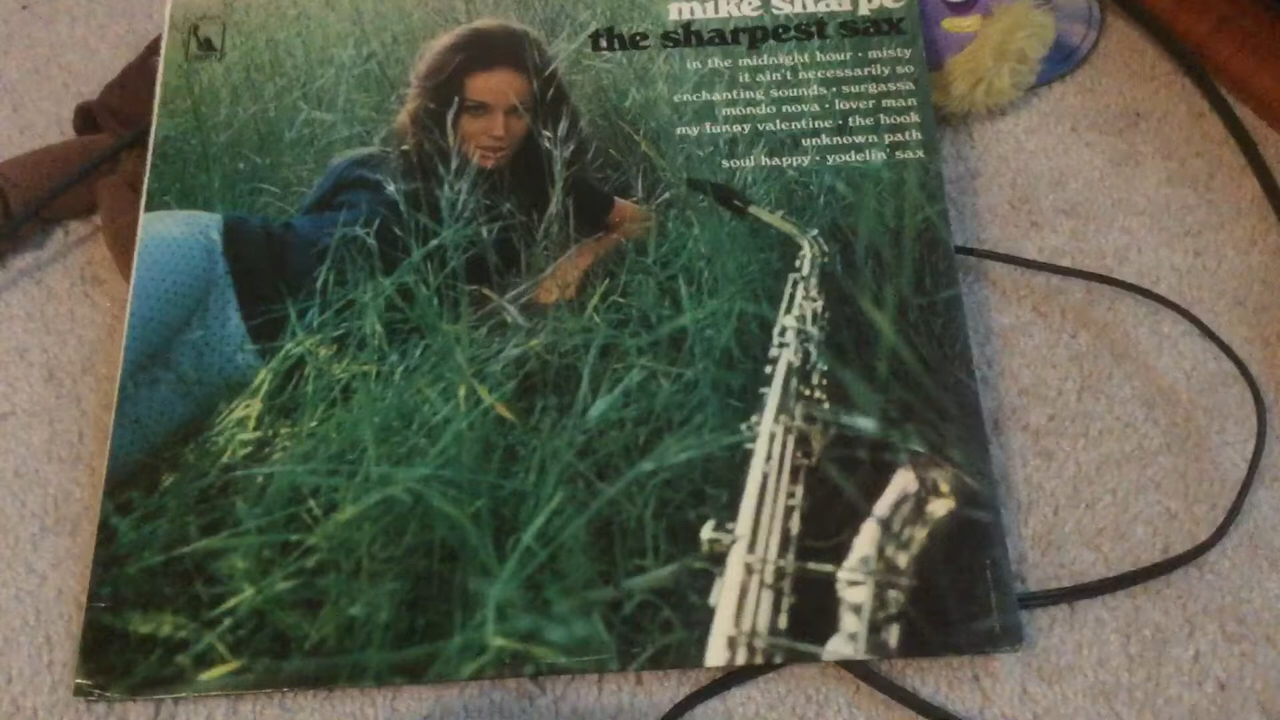 mike sharpe
the sharpest sax
in the midnight hour · misty
it ain't necessarily so
enchanting sounds · surgassa
mondo nova · lover man
my funny valentine · the hook
unknown path
soul happy · yodelin' sax